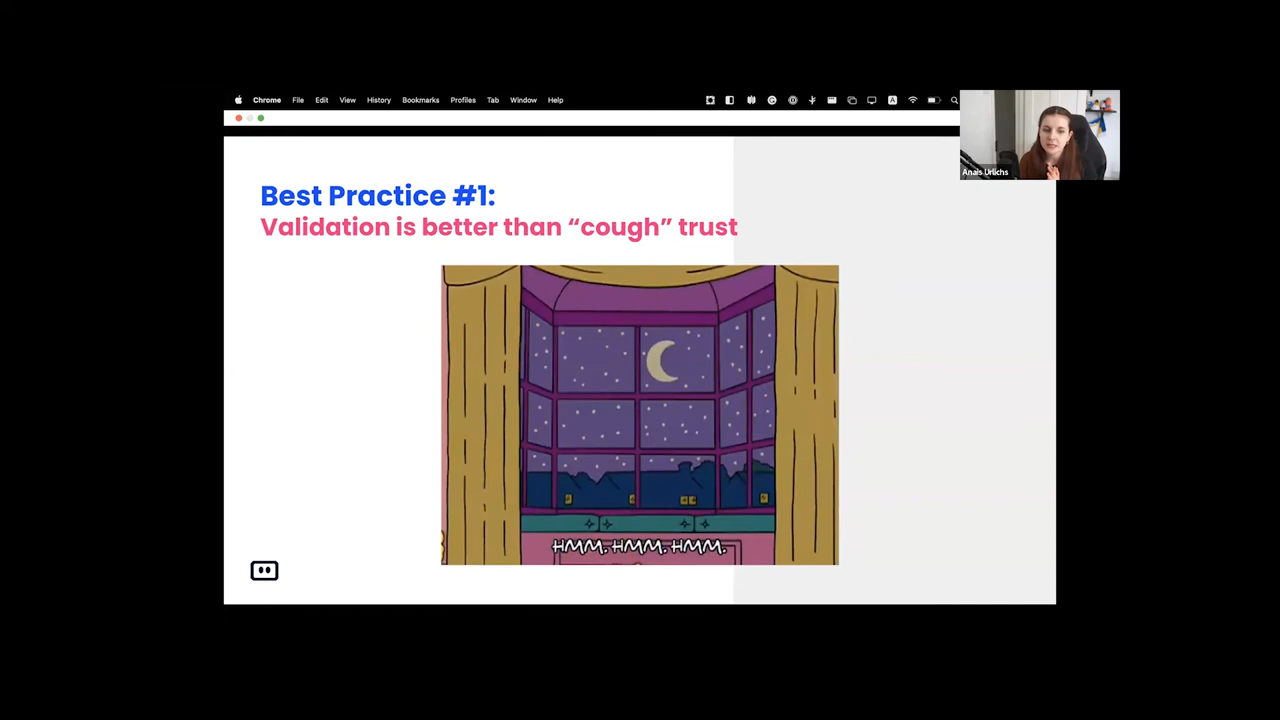 Chrome File Edit View History Bookmarks Profiles Tab Window Help
A
Anais Urlichs
Best Practice #1:
Validation is better than “cough” trust
HMM. HMM. HMM.